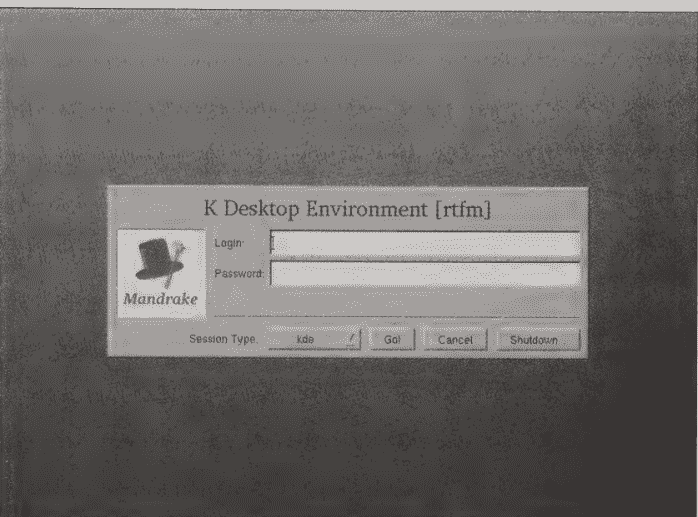 K Desktop Environment [rtfm]
Login:
Mandrake
Password:
Session Type: kde Go! Cancel Shutdown